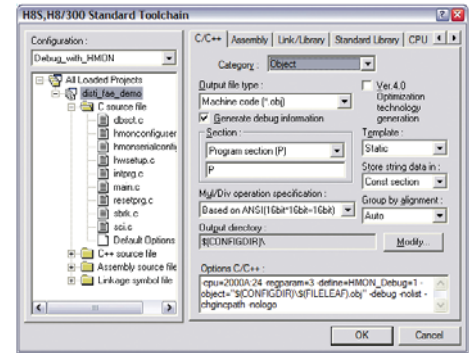 H8S,H8/300 Standard Toolchain
Configuration :
Debug_with_HMON
All Loaded Projects
disti_fae_demo
C source file
dbsct.c
hmonconfiguser
hmonserialconfig
hwsetup.c
intprg.c
main.c
resetprg.c
sbrk.c
sci.c
Default Options
C++ source file
Assembly source file
Linkage symbol file
C/C++ Assembly Link/Library Standard Library CPU
Category : Object
Output file type :
Machine code (*.obj)
Generate debug information
Section :
Program section (P)
P
Mul/Div operation specification :
Based on ANSI(16bit*16bit=16bit)
Output directory :
$(CONFIGDIR)\
Modify...
Ver.4.0
Optimization
technology
generation
Template :
Static
Store string data in :
Const section
Group by alignment :
Auto
Options C/C++ :
-cpu=2000A:24 -regparam=3 -define=HMON_Debug=1 -
object="$(CONFIGDIR)\$(FILELEAF).obj" -debug -nolist -
chgincpath -nologo
OK Cancel